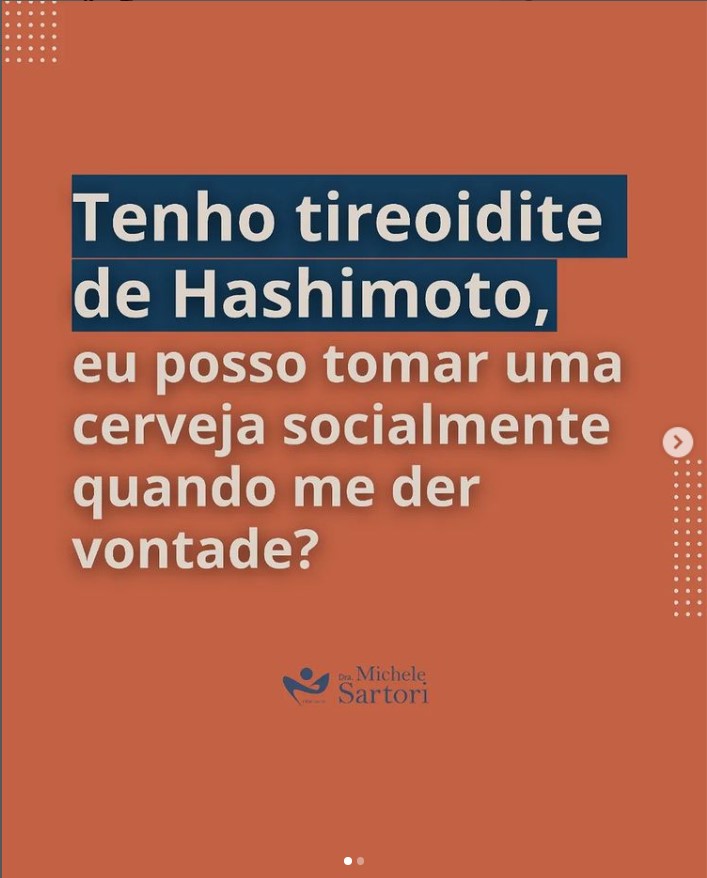 Tenho tireoidite
de Hashimoto,
eu posso tomar uma
cerveja socialmente
quando me der
vontade?
Dra. Michele
Sartori